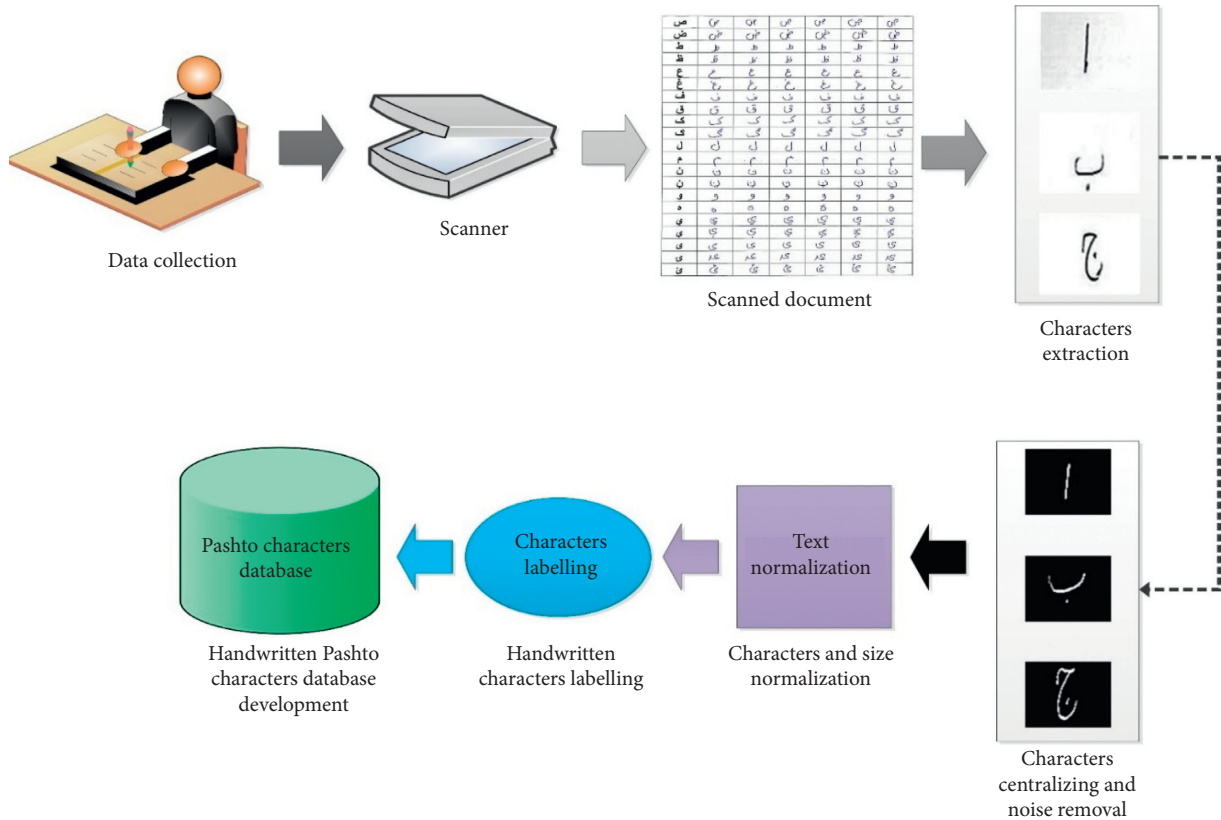 Data collection
Scanner
ص ص ص ص ص ص ص
ض ض ض ض ض ض ض
ط ط ط ط ط ط ط
ظ ظ ظ ظ ظ ظ ظ
ع ع ع ع ع ع ع
غ غ غ غ غ غ غ
ف ف ف ف ف ف ف
ق ق ق ق ق ق ق
ک ک ک ک ک ک ک
ل ل ل ل ل ل ل
م م م م م م م
ن ن ن ن ن ن ن
و و و و و و و
ه ه ه ه ه ه ه
Scanned document
ا
ب
ج
Characters
extraction
ا
ب
ج
Characters
centralizing and
noise removal
Text
normalization
Characters and size
normalization
Characters
labelling
Handwritten
characters labelling
Pashto characters
database
Handwritten Pashto
characters database
development